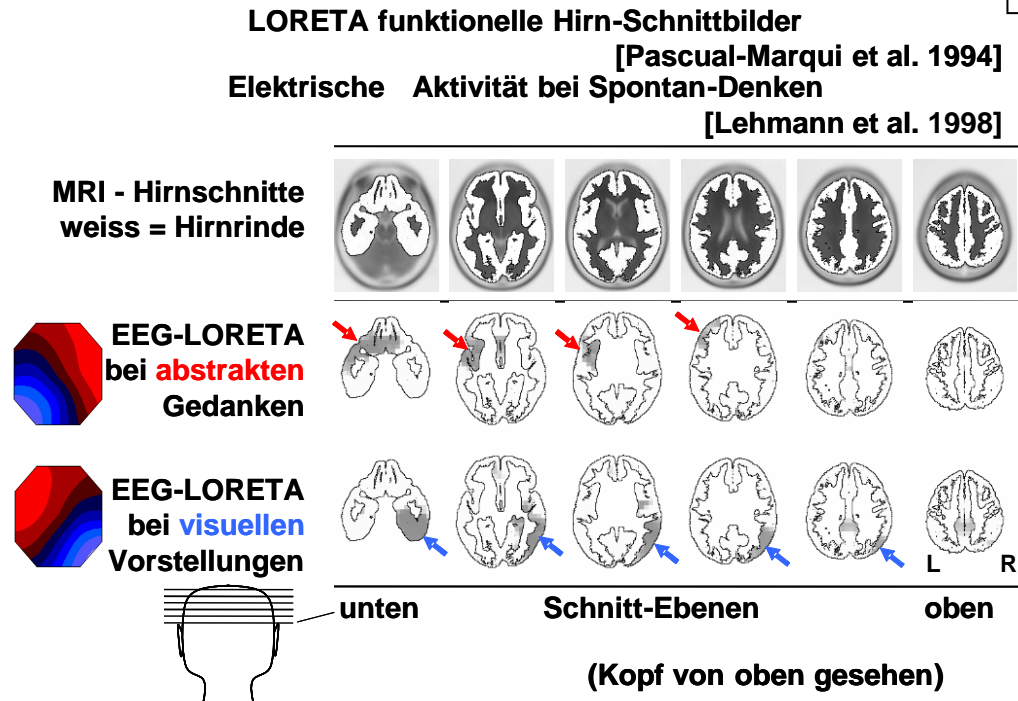 LORETA funktionelle Hirn-Schnittbilder
[Pascual-Marqui et al. 1994]
Elektrische Aktivität bei Spontan-Denken
[Lehmann et al. 1998]
MRI - Hirnschnitte
weiss = Hirnrinde
EEG-LORETA
bei abstrakten
Gedanken
EEG-LORETA
bei visuellen
Vorstellungen
L R
unten Schnitt-Ebenen oben
(Kopf von oben gesehen)